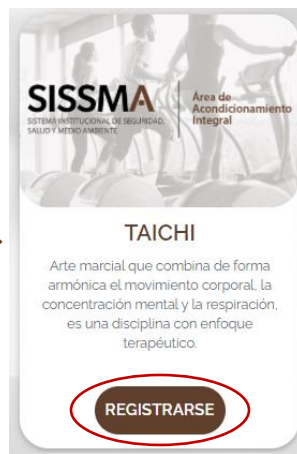 SISSMA
SISTEMA INSTITUCIONAL DE SEGURIDAD,
SALUD Y MEDIO AMBIENTE
Área de
Acondicionamiento
Integral
TAICHI
Arte marcial que combina de forma
armónica el movimiento corporal, la
concentración mental y la respiración,
es una disciplina con enfoque
terapéutico.
REGISTRARSE